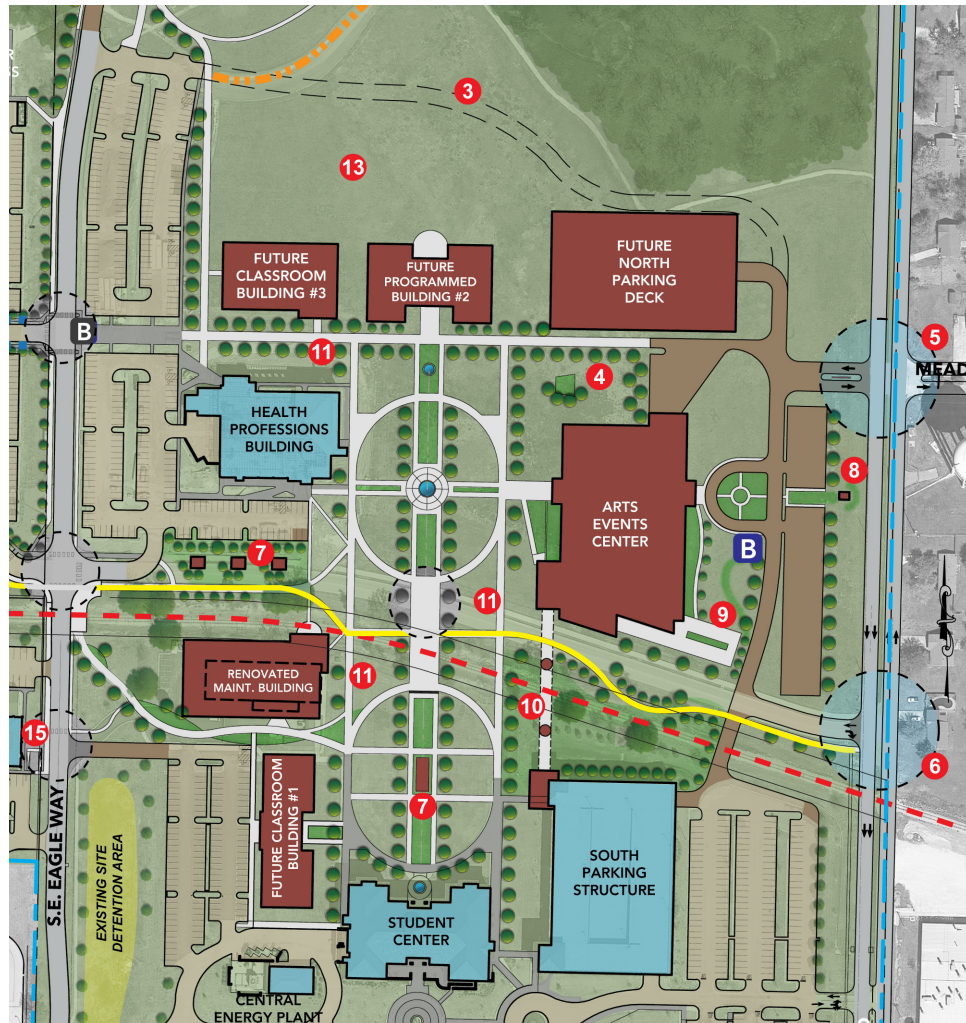 R
SS
3
13
FUTURE
CLASSROOM
BUILDING #3
FUTURE
PROGRAMMED
BUILDING #2
FUTURE
NORTH
PARKING
DECK
B
11
4
5
MEAD
HEALTH
PROFESSIONS
BUILDING
8
ARTS
EVENTS
CENTER
B
7
11
9
RENOVATED
MAINT. BUILDING
11
10
15
6
S.E. EAGLE WAY
EXISTING SITE
DETENTION AREA
FUTURE CLASSROOM
BUILDING #1
7
SOUTH
PARKING
STRUCTURE
STUDENT
CENTER
CENTRAL
ENERGY PLANT